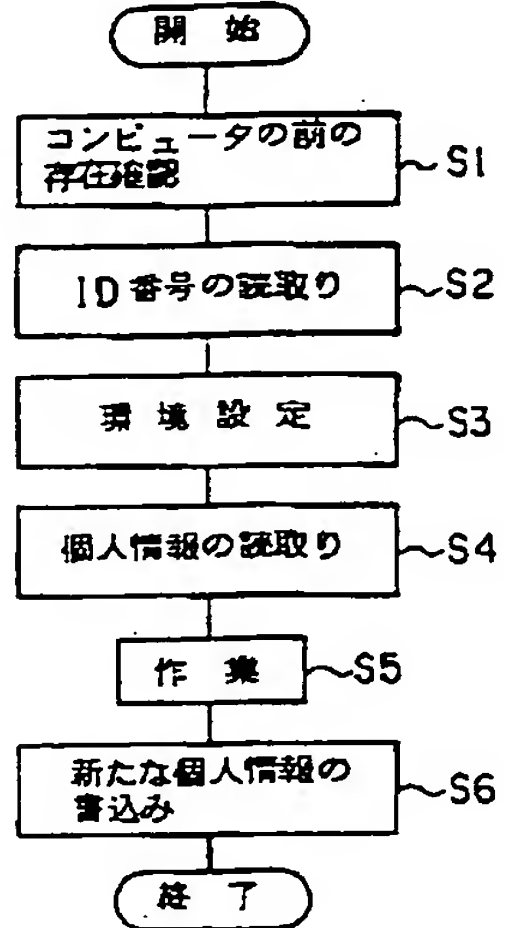 開始
コンピュータの前の
存在確認
S1
ID番号の読取り
S2
環境設定
S3
個人情報の読取り
S4
作業
S5
新たな個人情報の
書込み
S6
終了